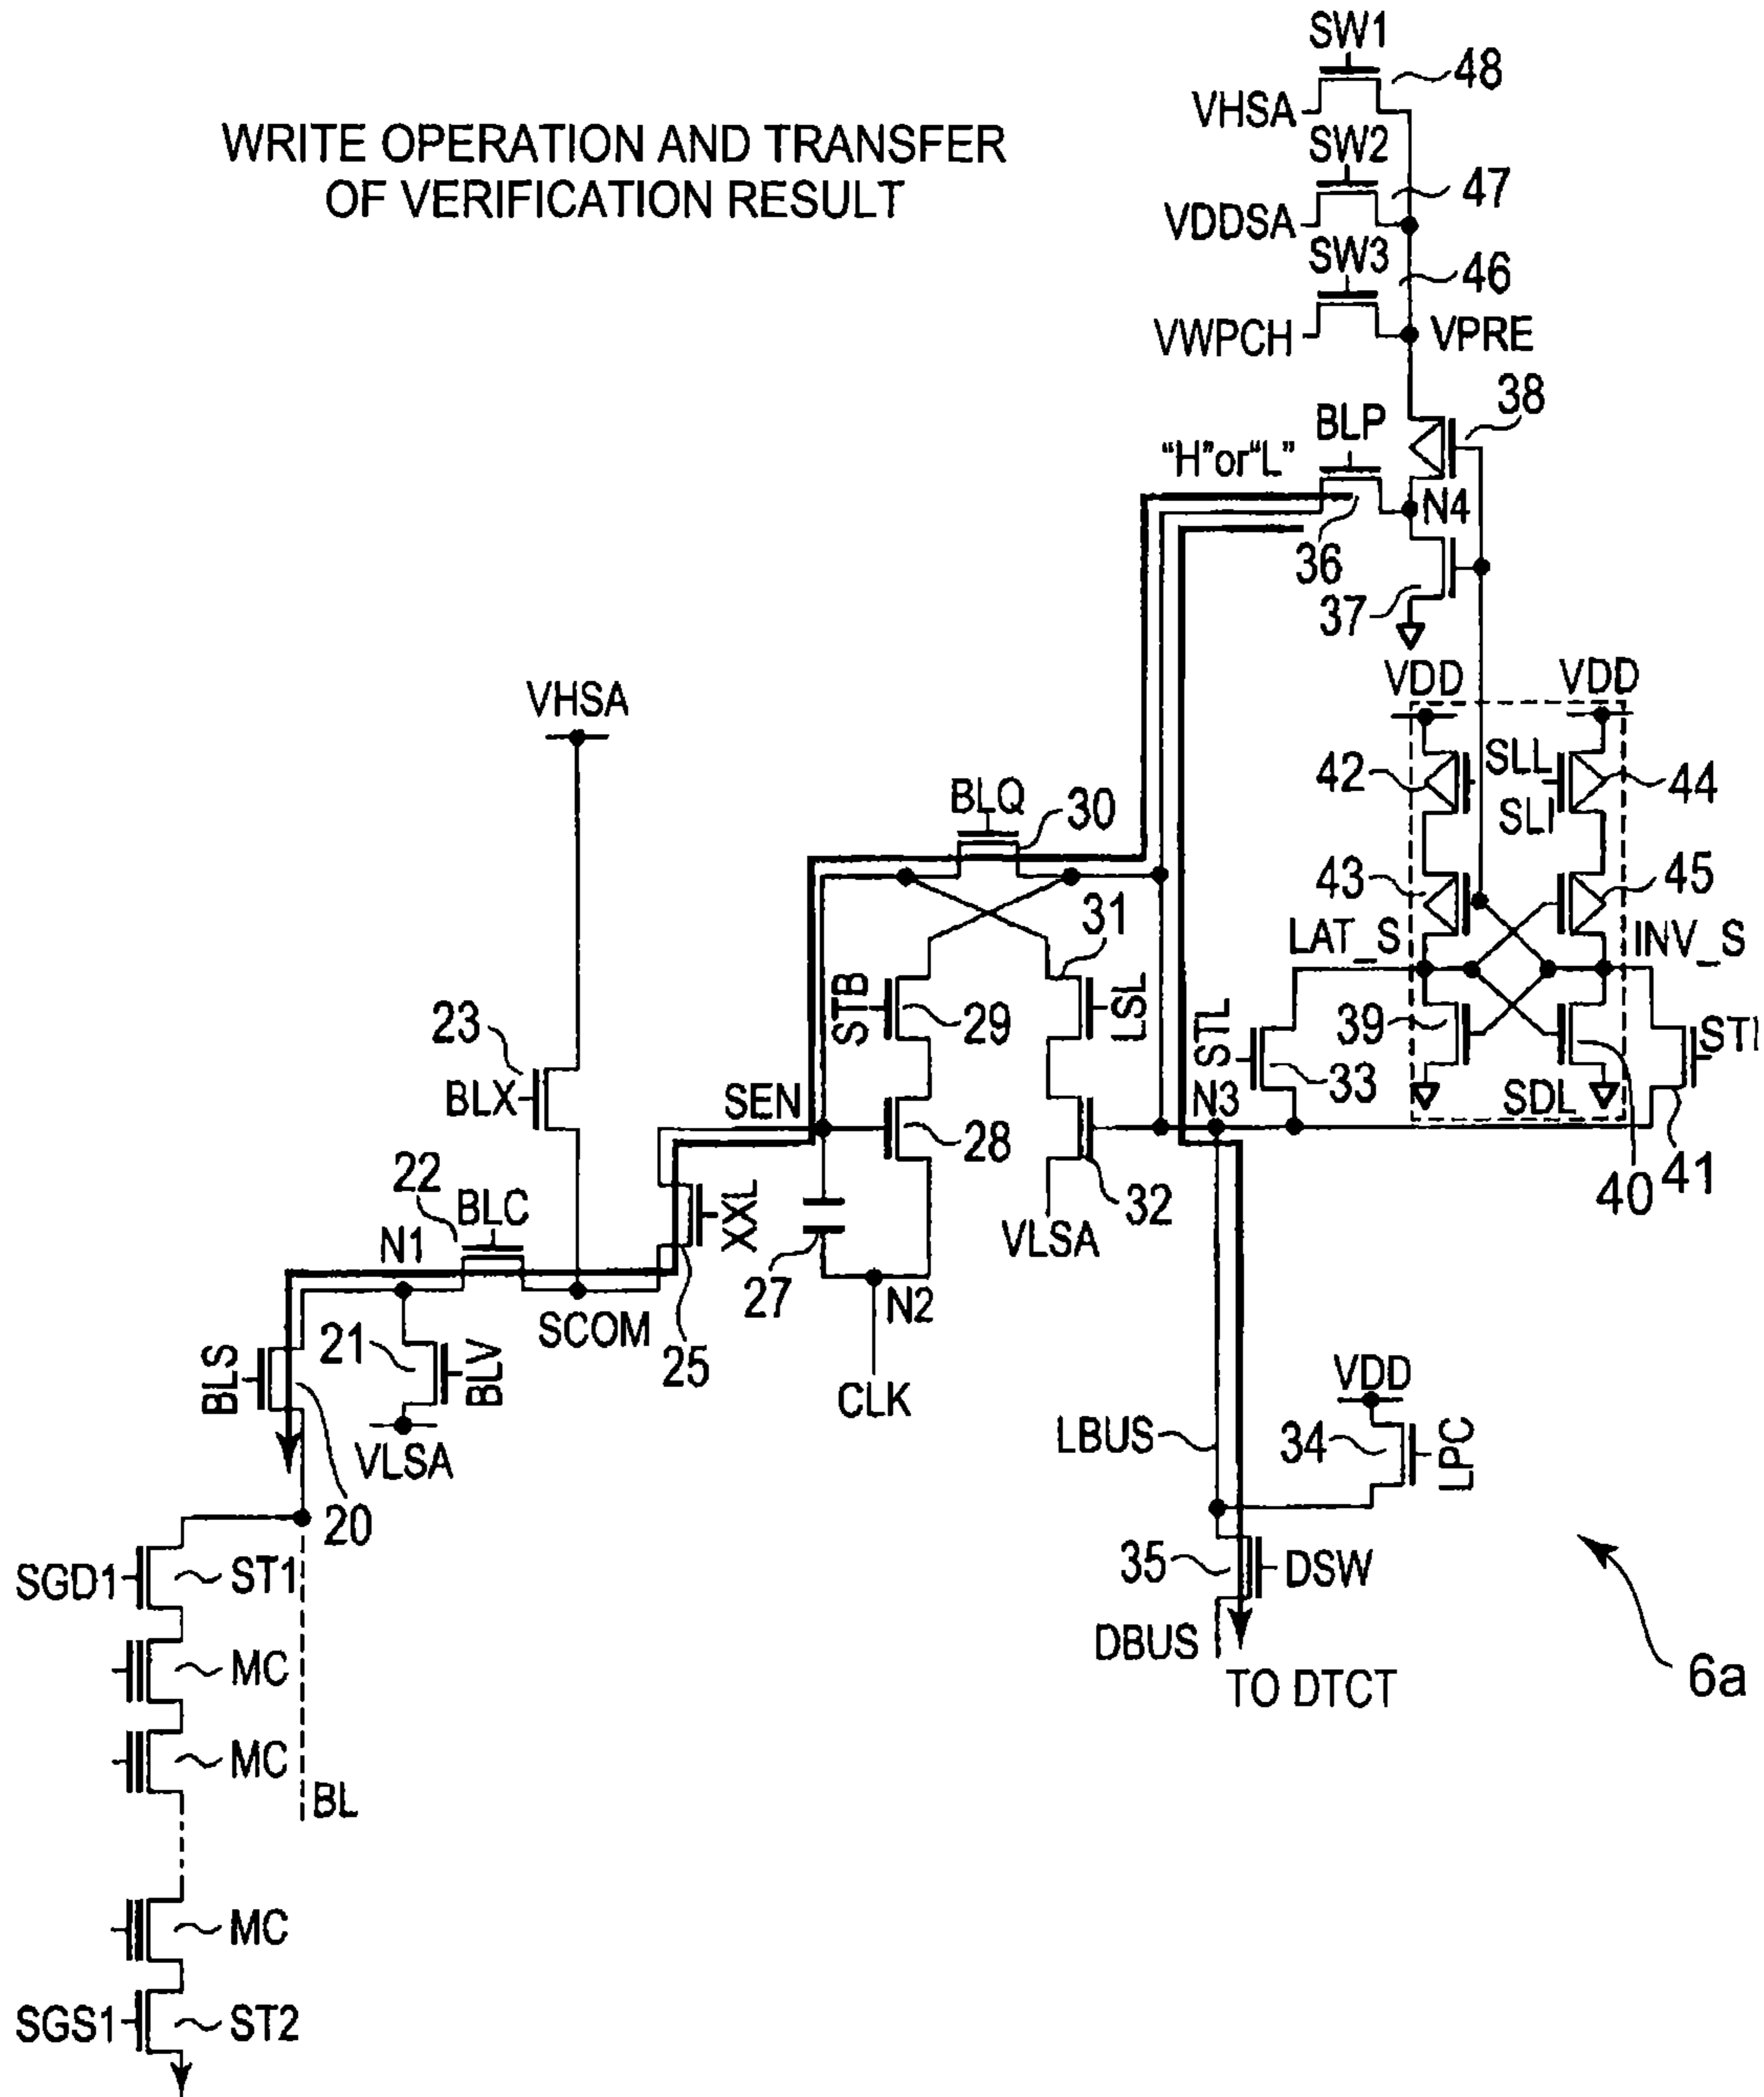 WRITE OPERATION AND TRANSFER
OF VERIFICATION RESULT
SW1
48
VHSA
SW2
47
VDDSA
SW3
46
VWPCH
VPRE
38
BLP
"H"or"L"
N4
36
37
VDD
VDD
VHSA
42
SLL
44
SLI
BLQ
30
43
45
31
LAT_S
INV_S
STB
29
LSL
39
STI
STL
33
23
BLX
SEN
N3
SDL
28
32
40
41
22
BLC
XXL
N1
VLSA
27
N2
SCOM
25
BLS
21
BLV
CLK
VDD
LBUS
34
LPC
VLSA
20
35
DSW
SGD1
ST1
DBUS
TO DTCT
6a
MC
MC
BL
MC
SGS1
ST2